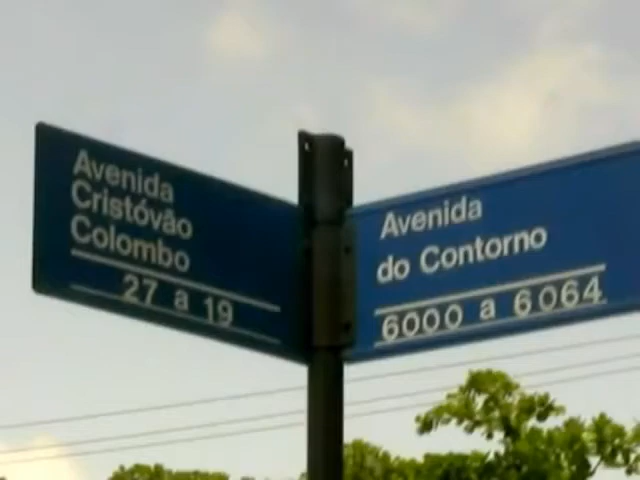 Avenida
Cristóvão
Colombo
27 a 19
Avenida
do Contorno
6000 a 6064